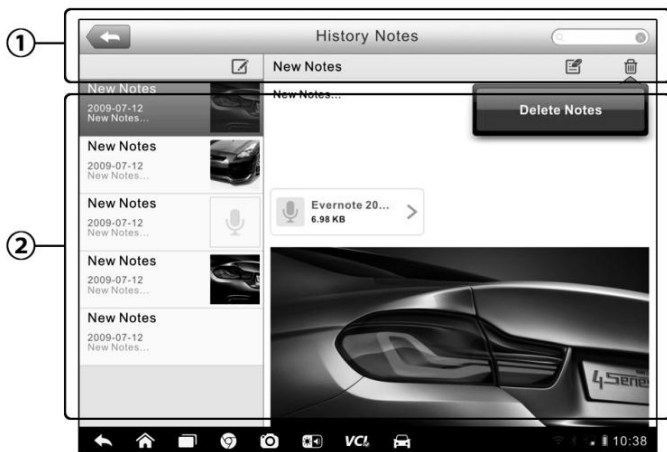 ①
History Notes
New Notes
New Notes
2009-07-12
New Notes...
New Notes...
Delete Notes
②
New Notes
2009-07-12
New Notes...
New Notes
2009-07-12
New Notes...
Evernote 20...
6.98 KB
New Notes
2009-07-12
New Notes...
New Notes
2009-07-12
New Notes...
VCI
10:38